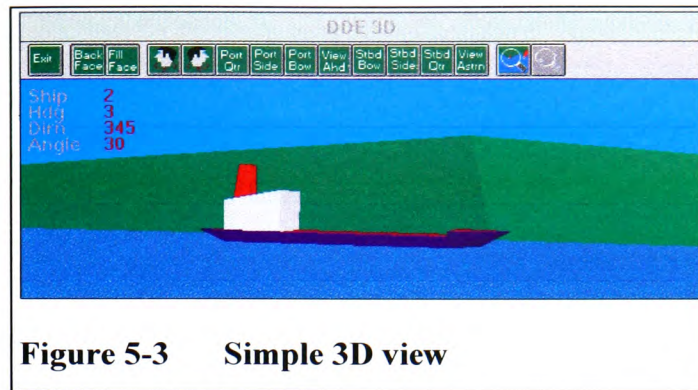 DDE 3D
Exit Back Face Fill Face Port Qtr Port Side Port Bow View Ahd Stbd Bow Stbd Side Stbd Qtr View Astrn
Ship 2
Hdg 3
Dirn 345
Angle 30
Figure 5-3 Simple 3D view